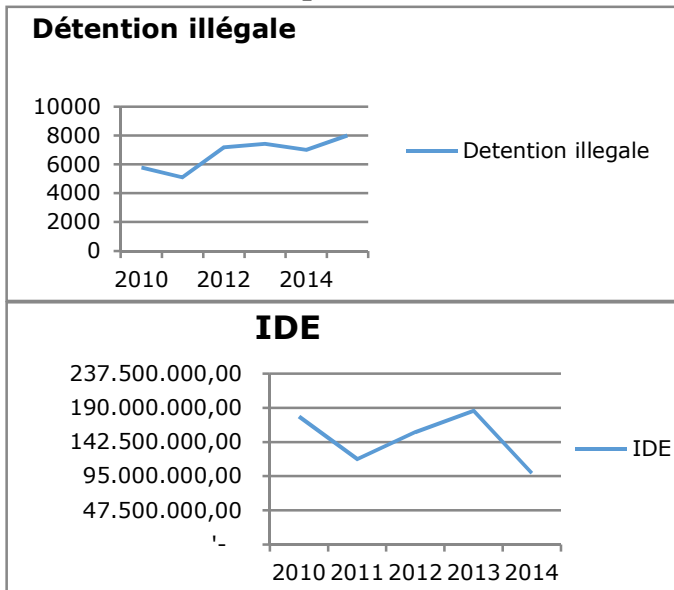 Détention illégale
10000
8000
6000
4000
2000
0
2010 2012 2014
Detention illegale
IDE
237.500.000,00
190.000.000,00
142.500.000,00
95.000.000,00
47.500.000,00
'-
2010 2011 2012 2013 2014
IDE